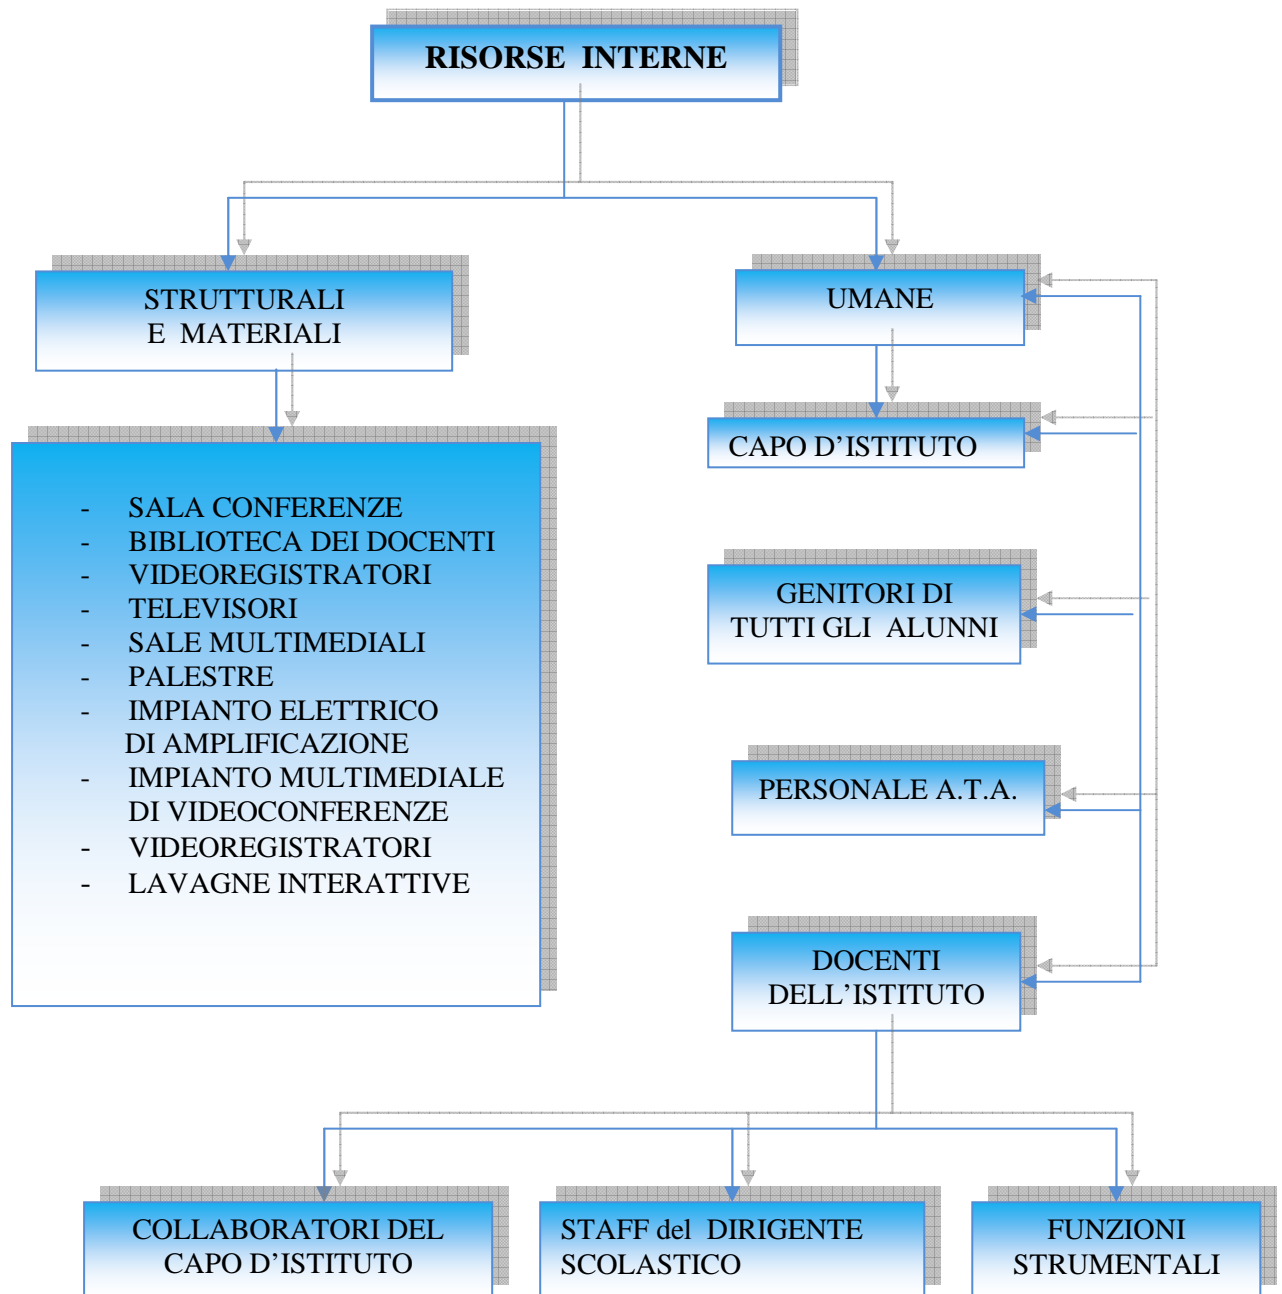 RISORSE INTERNE
STRUTTURALI
E MATERIALI
UMANE
CAPO D'ISTITUTO
- SALA CONFERENZE
- BIBLIOTECA DEI DOCENTI
- VIDEOREGISTRATORI
- TELEVISORI
- SALE MULTIMEDIALI
- PALESTRE
- IMPIANTO ELETTRICO
DI AMPLIFICAZIONE
- IMPIANTO MULTIMEDIALE
DI VIDEOCONFERENZE
- VIDEOREGISTRATORI
- LAVAGNE INTERATTIVE
GENITORI DI
TUTTI GLI ALUNNI
PERSONALE A.T.A.
DOCENTI
DELL'ISTITUTO
COLLABORATORI DEL
CAPO D'ISTITUTO
STAFF del DIRIGENTE
SCOLASTICO
FUNZIONI
STRUMENTALI